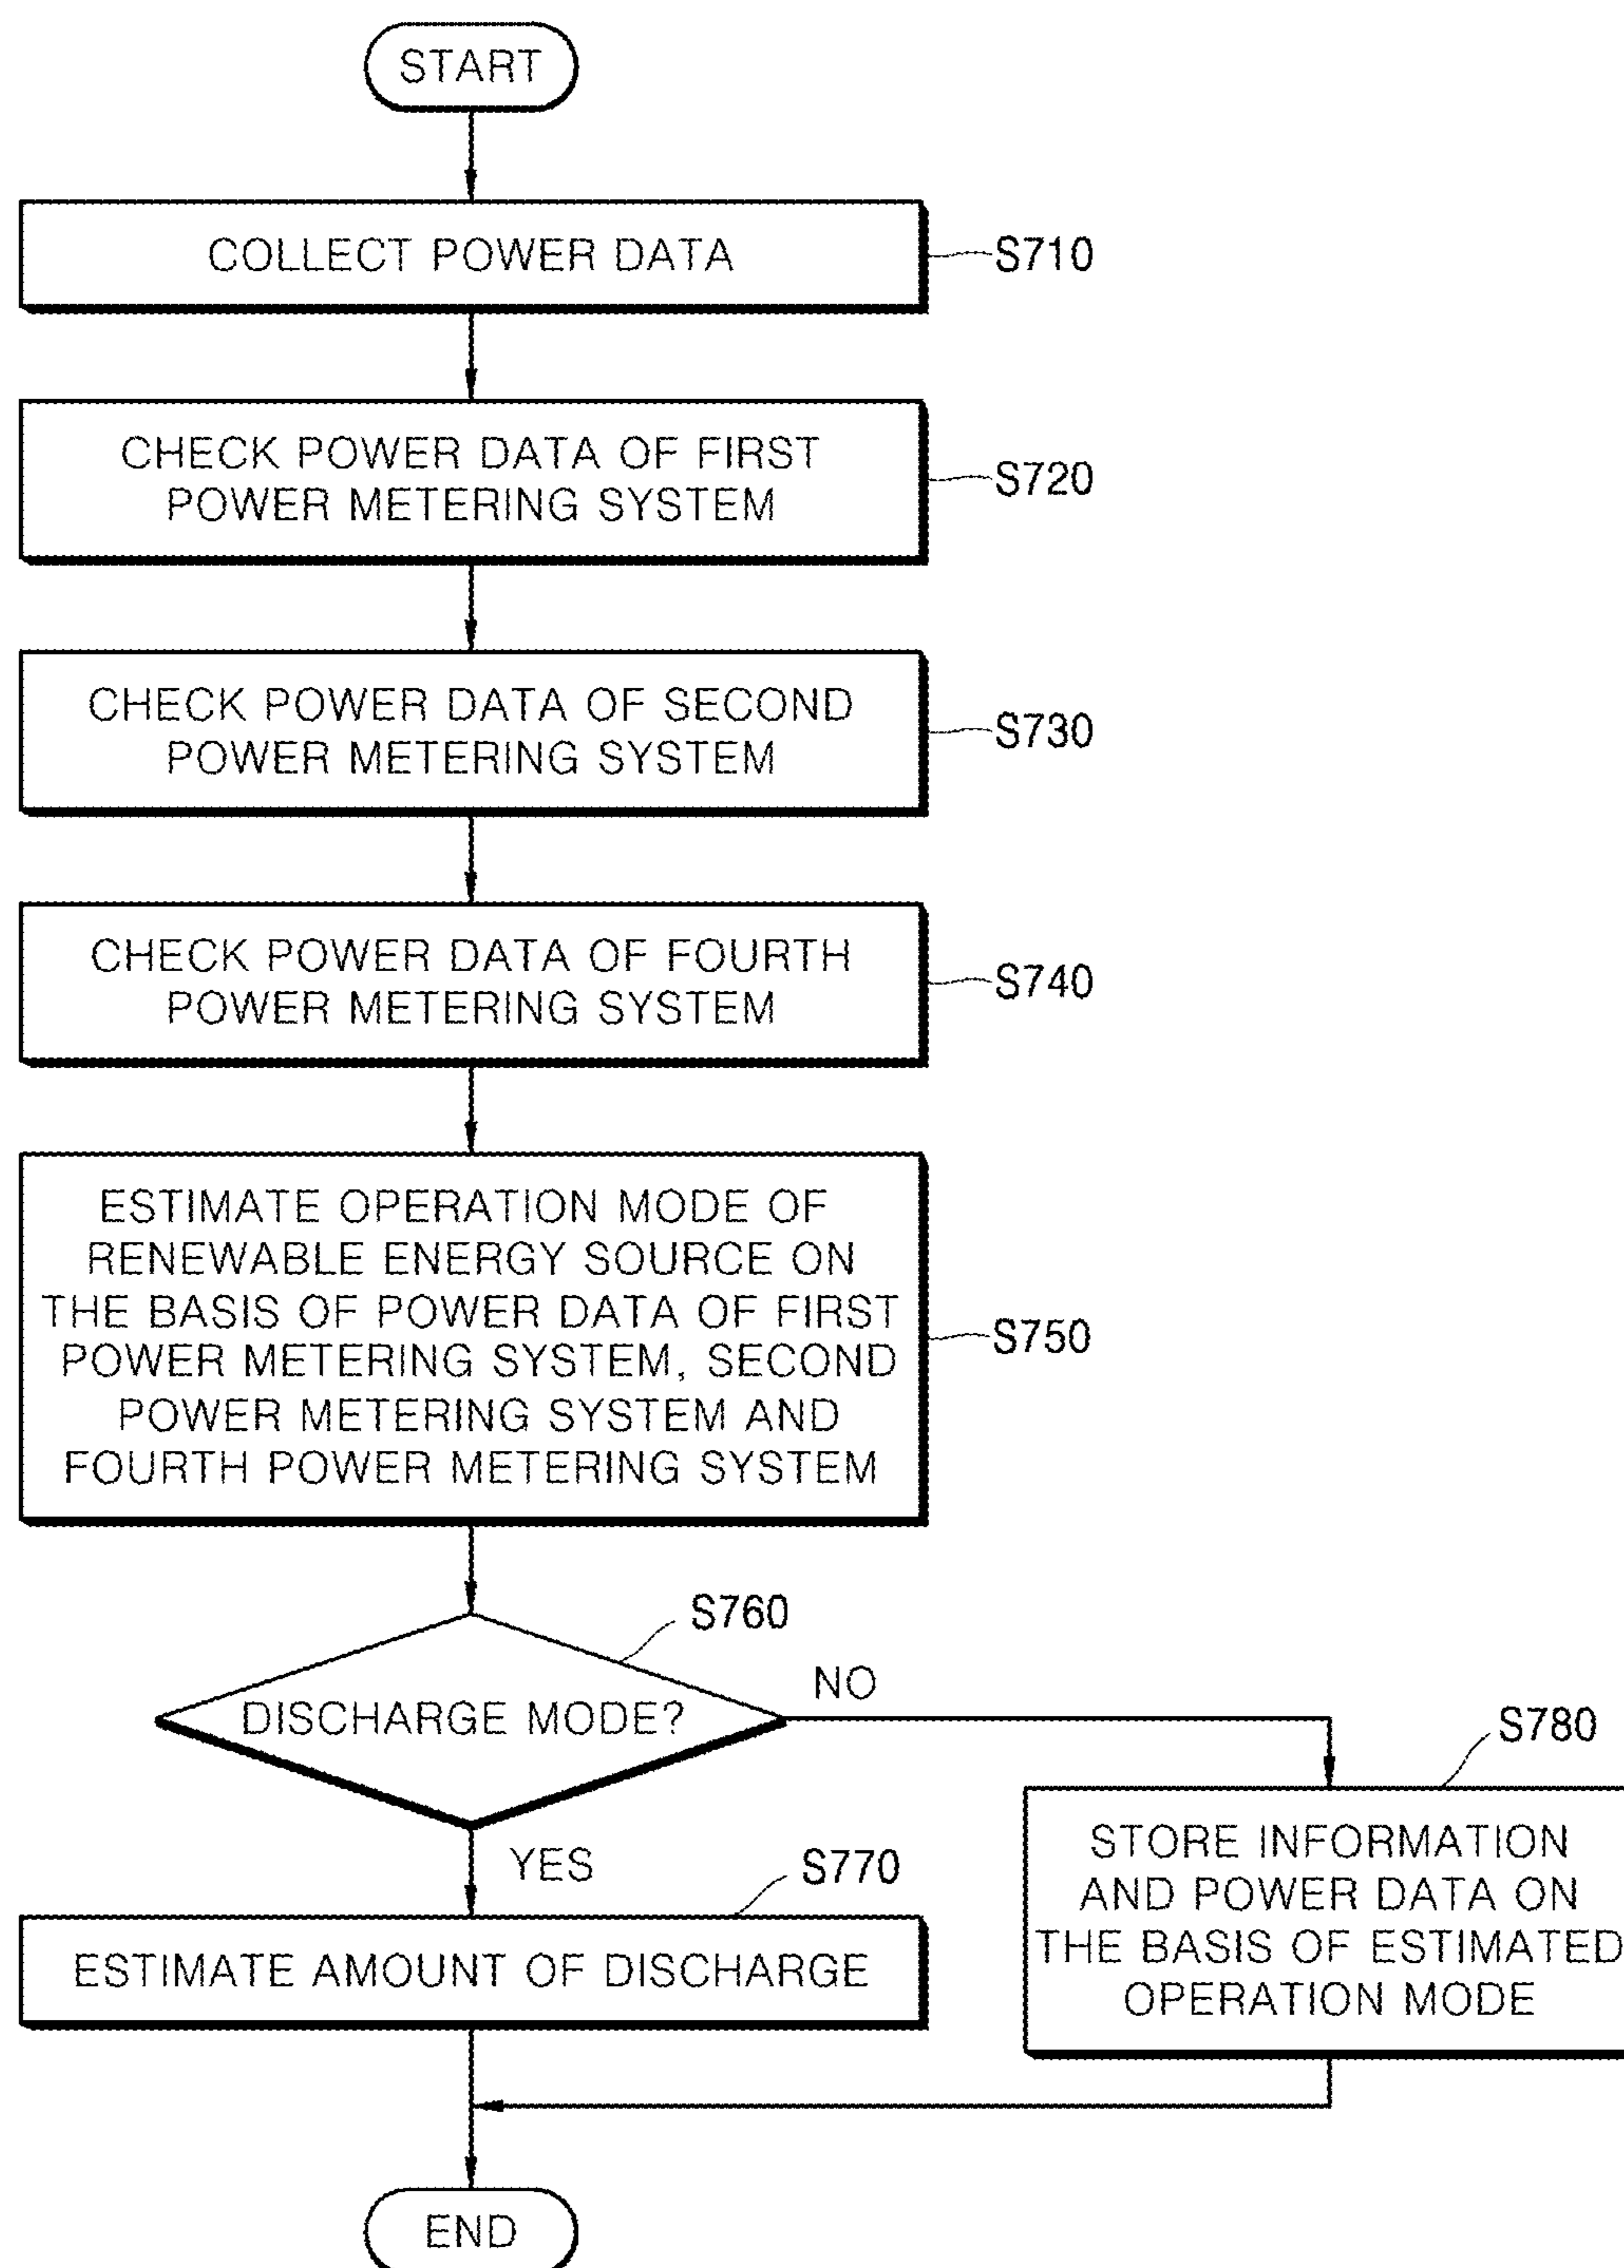 START
COLLECT POWER DATA
S710
CHECK POWER DATA OF FIRST
POWER METERING SYSTEM
S720
CHECK POWER DATA OF SECOND
POWER METERING SYSTEM
S730
CHECK POWER DATA OF FOURTH
POWER METERING SYSTEM
S740
ESTIMATE OPERATION MODE OF
RENEWABLE ENERGY SOURCE ON
THE BASIS OF POWER DATA OF FIRST
POWER METERING SYSTEM, SECOND
POWER METERING SYSTEM AND
FOURTH POWER METERING SYSTEM
S750
S760
DISCHARGE MODE?
NO
YES
S770
ESTIMATE AMOUNT OF DISCHARGE
S780
STORE INFORMATION
AND POWER DATA ON
THE BASIS OF ESTIMATED
OPERATION MODE
END